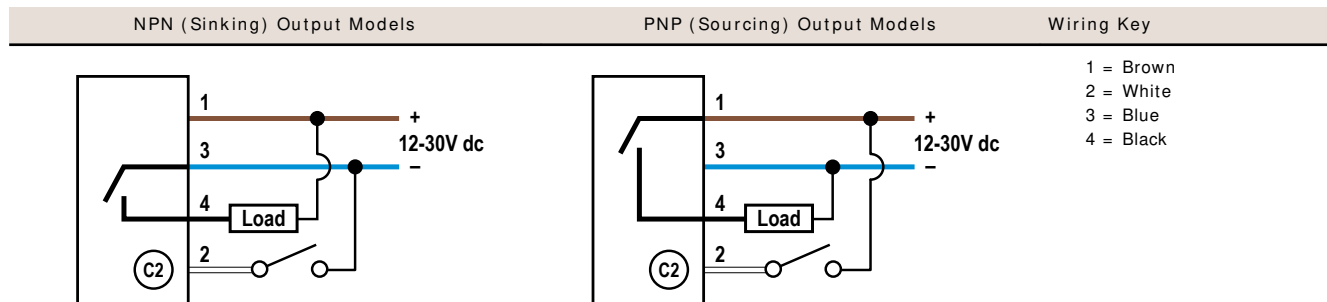 NPN (Sinking) Output Models
PNP (Sourcing) Output Models
Wiring Key
1
+
12-30V dc
3
–
4
Load
2
C2
1
+
12-30V dc
3
–
4
Load
2
C2
1 = Brown
2 = White
3 = Blue
4 = Black